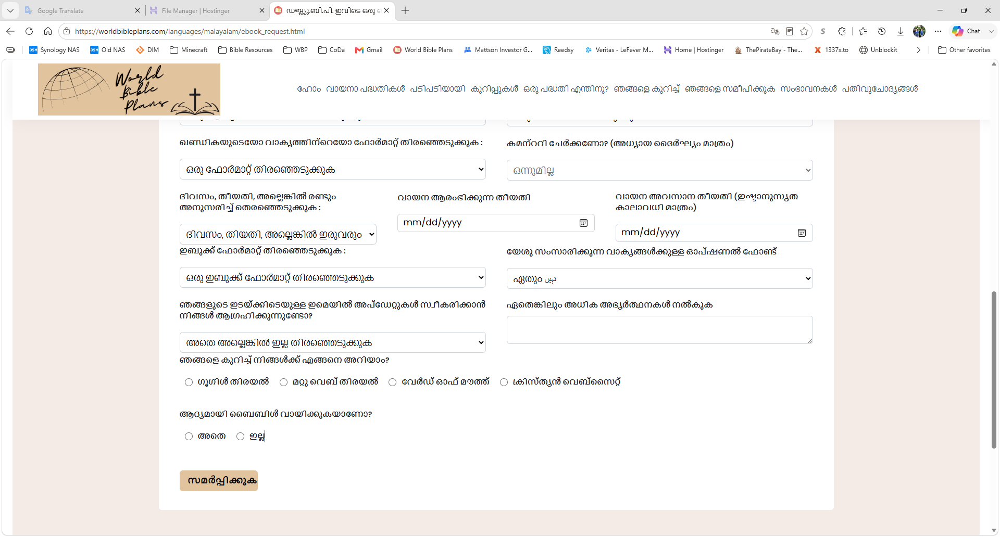 Google Translate
File Manager | Hostinger
ഡബ്ല്യു.ബി.പി. ഇവിടെ ഒരു
https://worldbibleplans.com/languages/malayalam/ebook_request.html
Chat
Synology NAS
Old NAS
DIM
Minecraft
Bible Resources
WBP
CoDa
Gmail
World Bible Plans
Mattson Investor G...
Reedsy
Veritas - LeFever M...
Home | Hostinger
ThePirateBay - The...
1337x.to
Unblockit
Other favorites
World
Bible
Plans
ഹോം വായനാ പദ്ധതികൾ പടിപടിയായി കുറിപ്പുകൾ ഒരു പദ്ധതി എന്തിനു? ഞങ്ങളെ കുറിച്ച് ഞങ്ങളെ സമീപിക്കുക സംഭാവനകൾ പതിവുചോദ്യങ്ങൾ
ഖണ്ഡികയുടെയോ വാക്യത്തിന്റെയോ ഫോർമാറ്റ് തിരഞ്ഞെടുക്കുക :
ഒരു ഫോർമാറ്റ് തിരഞ്ഞെടുക്കുക
കമന്ററി ചേർക്കണോ? (അധ്യായ ദൈർഘ്യം മാത്രം)
ഒന്നുമില്ല
ദിവസം, തീയതി, അല്ലെങ്കിൽ രണ്ടും
അനുസരിച്ച് തെരഞ്ഞെടുക്കുക :
ദിവസം, തിയതി, അല്ലെങ്കിൽ ഇരുവരും
വായന ആരംഭിക്കുന്ന തീയതി
mm/dd/yyyy
വായന അവസാന തീയതി (ഇഷ്ടാനുസൃത
കാലാവധി മാത്രം)
mm/dd/yyyy
ഇബുക്ക് ഫോർമാറ്റ് തിരഞ്ഞെടുക്കുക :
ഒരു ഇബുക്ക് ഫോർമാറ്റ് തിരഞ്ഞെടുക്കുക
യേശു സംസാരിക്കുന്ന വാക്യങ്ങൾക്കുള്ള ഓപ്ഷണൽ ഫോണ്ട്
ഏതും
ഞങ്ങളുടെ ഇടയ്ക്കിടെയുള്ള ഇമെയിൽ അപ്ഡേറ്റുകൾ സ്വീകരിക്കാൻ
നിങ്ങൾ ആഗ്രഹിക്കുന്നുണ്ടോ?
അതെ അല്ലെങ്കിൽ ഇല്ല തിരഞ്ഞെടുക്കുക
ഏതെങ്കിലും അധിക അഭ്യർത്ഥനകൾ നൽകുക
ഞങ്ങളെ കുറിച്ച് നിങ്ങൾക്ക് എങ്ങനെ അറിയാം?
ഗൂഗിൾ തിരയൽ
മറ്റു വെബ് തിരയൽ
വേർഡ് ഓഫ് മൗത്ത്
ക്രിസ്ത്യൻ വെബ്സൈറ്റ്
ആദ്യമായി ബൈബിൾ വായിക്കുകയാണോ?
അതെ
ഇല്ല
സമർപ്പിക്കുക